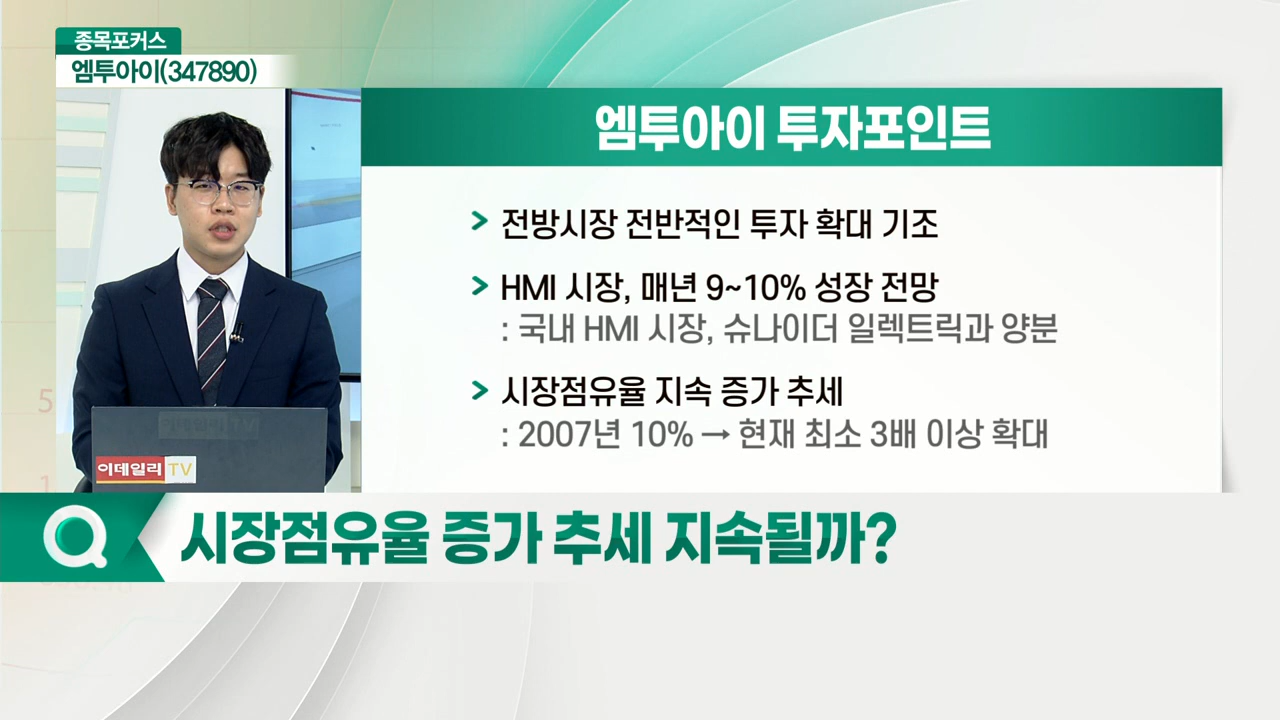 종목포커스
엠투아이(347890)
엠투아이 투자포인트
> 전방시장 전반적인 투자 확대 기조
> HMI 시장, 매년 9~10% 성장 전망
: 국내 HMI 시장, 슈나이더 일렉트릭과 양분
> 시장점유율 지속 증가 추세
: 2007년 10% → 현재 최소 3배 이상 확대
이데일리 TV
시장점유율 증가 추세 지속될까?